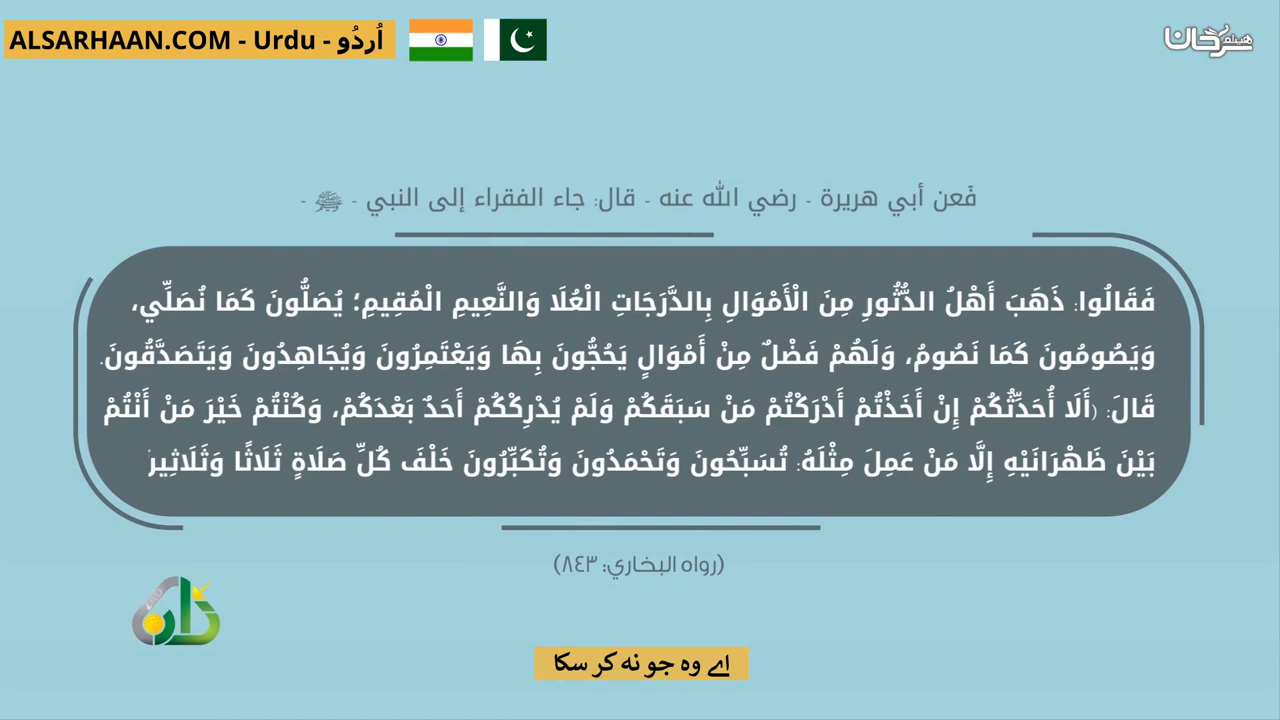 ALSARHAAN.COM - Urdu - اُردُو
فَعن أبي هريرة - رضي الله عنه - قال: جاء الفقراء إلى النبي - ﷺ -
فَقَالُوا: ذَهَبَ أَهْلُ الدُّثُورِ مِنَ الْأَمْوَالِ بِالدَّرَجَاتِ الْعُلَا وَالنَّعِيمِ الْمُقِيمِ؛ يُصَلُّونَ كَمَا نُصَلِّي،
وَيَصُومُونَ كَمَا نَصُومُ، وَلَهُمْ فَضْلٌ مِنْ أَمْوَالٍ يَحُجُّونَ بِهَا وَيَعْتَمِرُونَ وَيُجَاهِدُونَ وَيَتَصَدَّقُونَ.
قَالَ: (أَلَا أُحَدِّثُكُمْ إِنْ أَخَذْتُمْ أَدْرَكْتُمْ مَنْ سَبَقَكُمْ وَلَمْ يُدْرِكْكُمْ أَحَدٌ بَعْدَكُمْ، وَكُنْتُمْ خَيْرَ مَنْ أَنْتُمْ
بَيْنَ ظَهْرَانَيْهِ إِلَّا مَنْ عَمِلَ مِثْلَهُ: تُسَبِّحُونَ وَتَحْمَدُونَ وَتُكَبِّرُونَ خَلْفَ كُلِّ صَلَاةٍ ثَلَاثًا وَثَلَاثِين
(رواه البخاري: ٨٤٣)
اے وہ جو نہ کر سکا